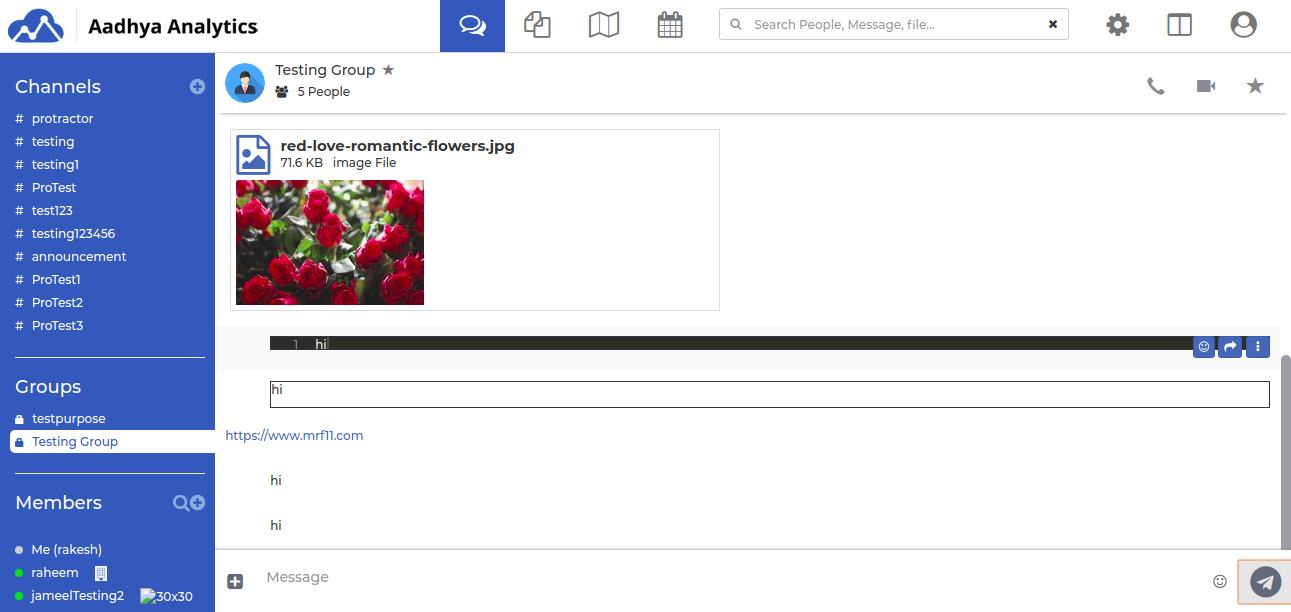 Aadhya Analytics
Search People, Message, file...
Channels
# protractor
# testing
# testing1
# ProTest
# test123
# testing123456
# announcement
# ProTest1
# ProTest2
# ProTest3
Groups
testpurpose
Testing Group
Members
Me (rakesh)
raheem
jameelTesting2 30x30
Testing Group
5 People
red-love-romantic-flowers.jpg
71.6 KB image File
1 hi
hi
https://www.mrf11.com
hi
hi
Message